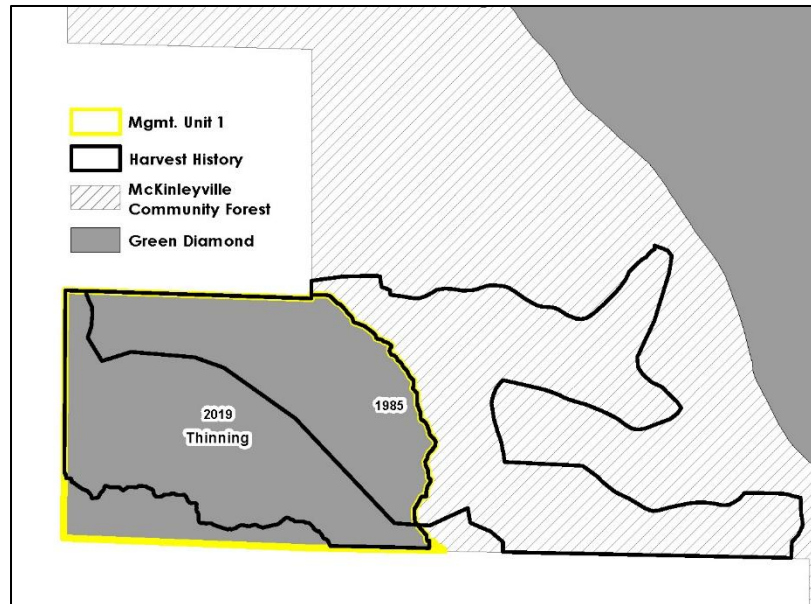 Mgmt. Unit 1
Harvest History
McKinleyville
Community Forest
Green Diamond
1985
2019
Thinning